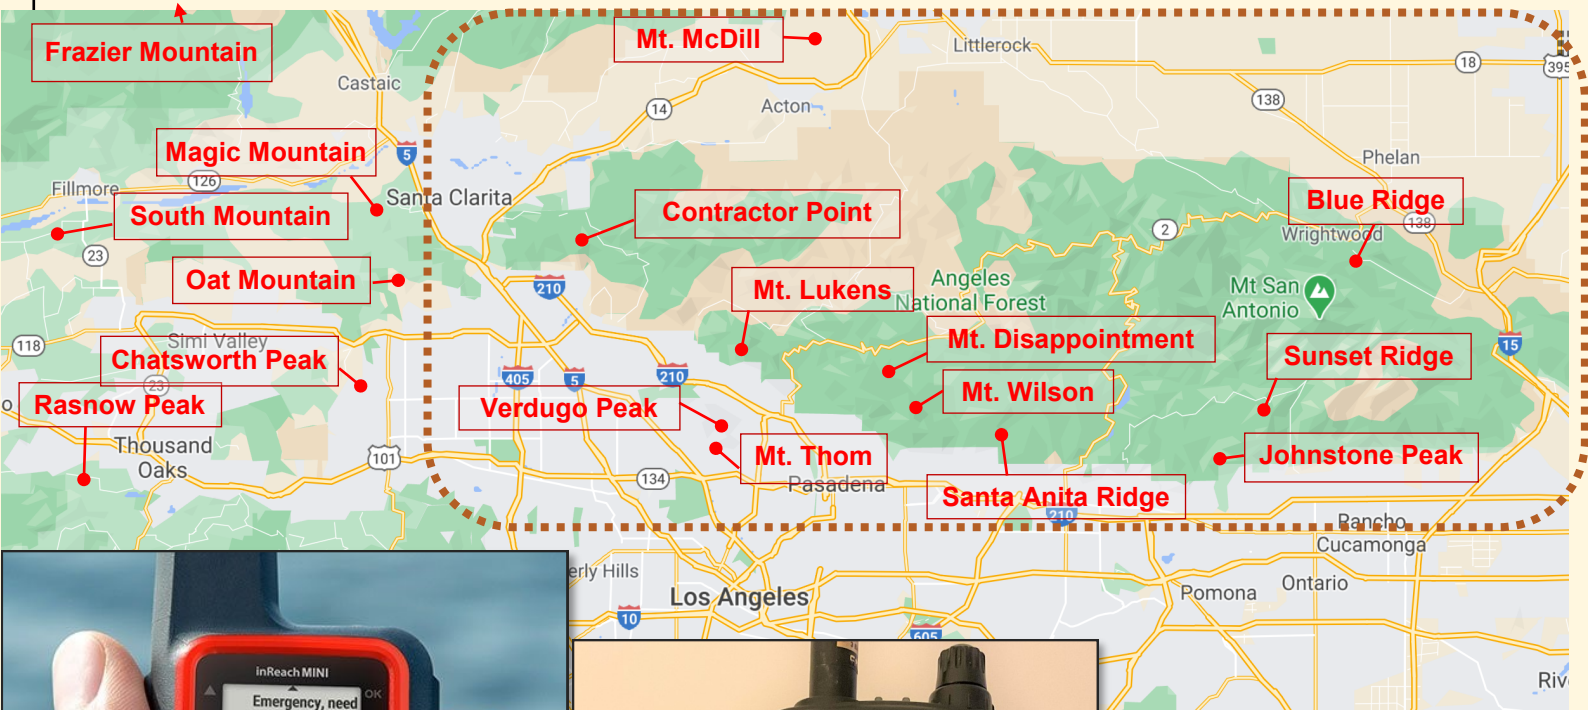 Frazier Mountain
Mt. McDill
Littlerock
18
395
Castaic
14
Acton
138
Magic Mountain
5
Phelan
Fillmore
126
Santa Clarita
South Mountain
Contractor Point
Blue Ridge
138
2
Wrightwood
23
Oat Mountain
210
Mt. Lukens
Angeles
National Forest
Mt San
Antonio
118
Simi Valley
Chatsworth Peak
23
Mt. Disappointment
Sunset Ridge
15
405
5
210
Mt. Wilson
o
Rasnow Peak
Verdugo Peak
Thousand
Oaks
101
Mt. Thom
134
Pasadena
Johnstone Peak
Santa Anita Ridge
210
Rancho
Cucamonga
erly Hills
Los Angeles
10
605
Pomona
Ontario
Riv
inReach MINI
OK
Emergency, need